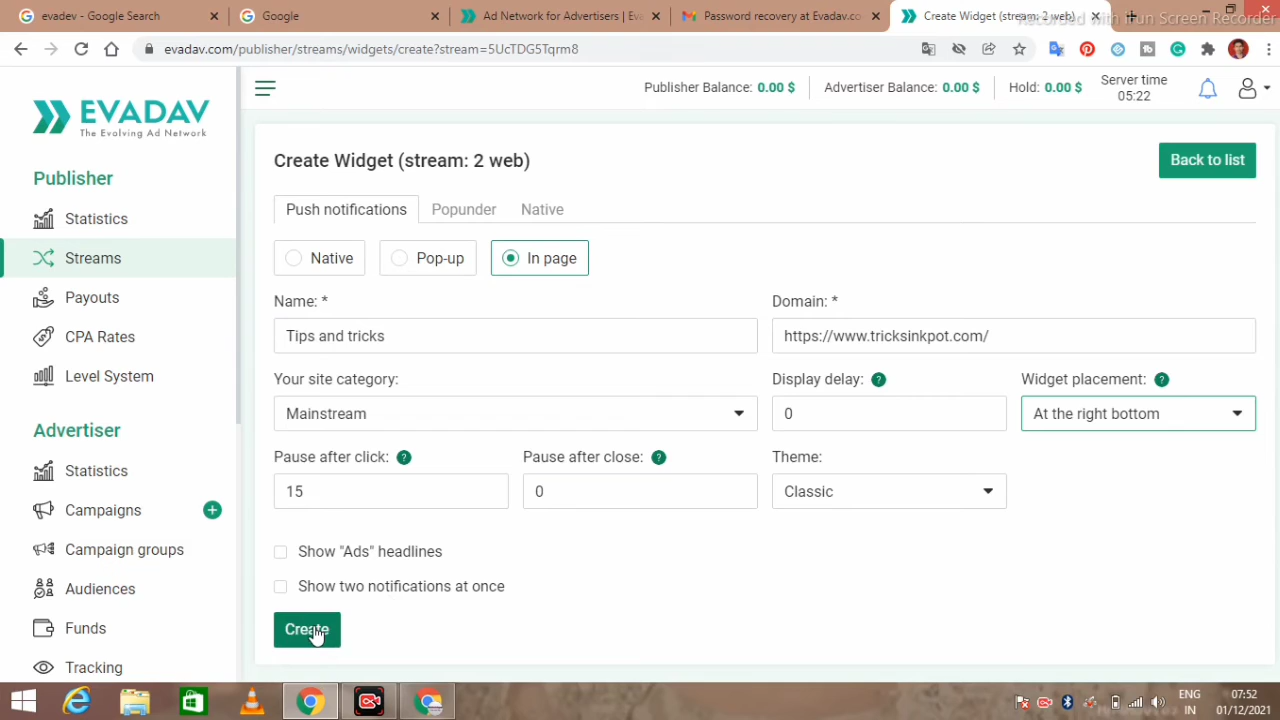 evadev - Google Search
Google
Ad Network for Advertisers | Eva
Password recovery at Evadav.co
Create Widget (stream: 2 web)
Recorded with iTun Screen Recorder
evadav.com/publisher/streams/widgets/create?stream=5UcTDG5Tqrm8
EVADAV
The Evolving Ad Network
Publisher Balance: 0.00 $
Advertiser Balance: 0.00 $
Hold: 0.00 $
Server time
05:22
Publisher
Statistics
Streams
Payouts
CPA Rates
Level System
Advertiser
Statistics
Campaigns
Campaign groups
Audiences
Funds
Tracking
Create Widget (stream: 2 web)
Back to list
Push notifications
Popunder
Native
Native
Pop-up
In page
Name: *
Domain: *
Tips and tricks
https://www.tricksinkpot.com/
Your site category:
Display delay: ?
Widget placement: ?
Mainstream
0
At the right bottom
Pause after click: ?
Pause after close: ?
Theme:
15
0
Classic
Show "Ads" headlines
Show two notifications at once
Create
ENG
IN
07:52
01/12/2021